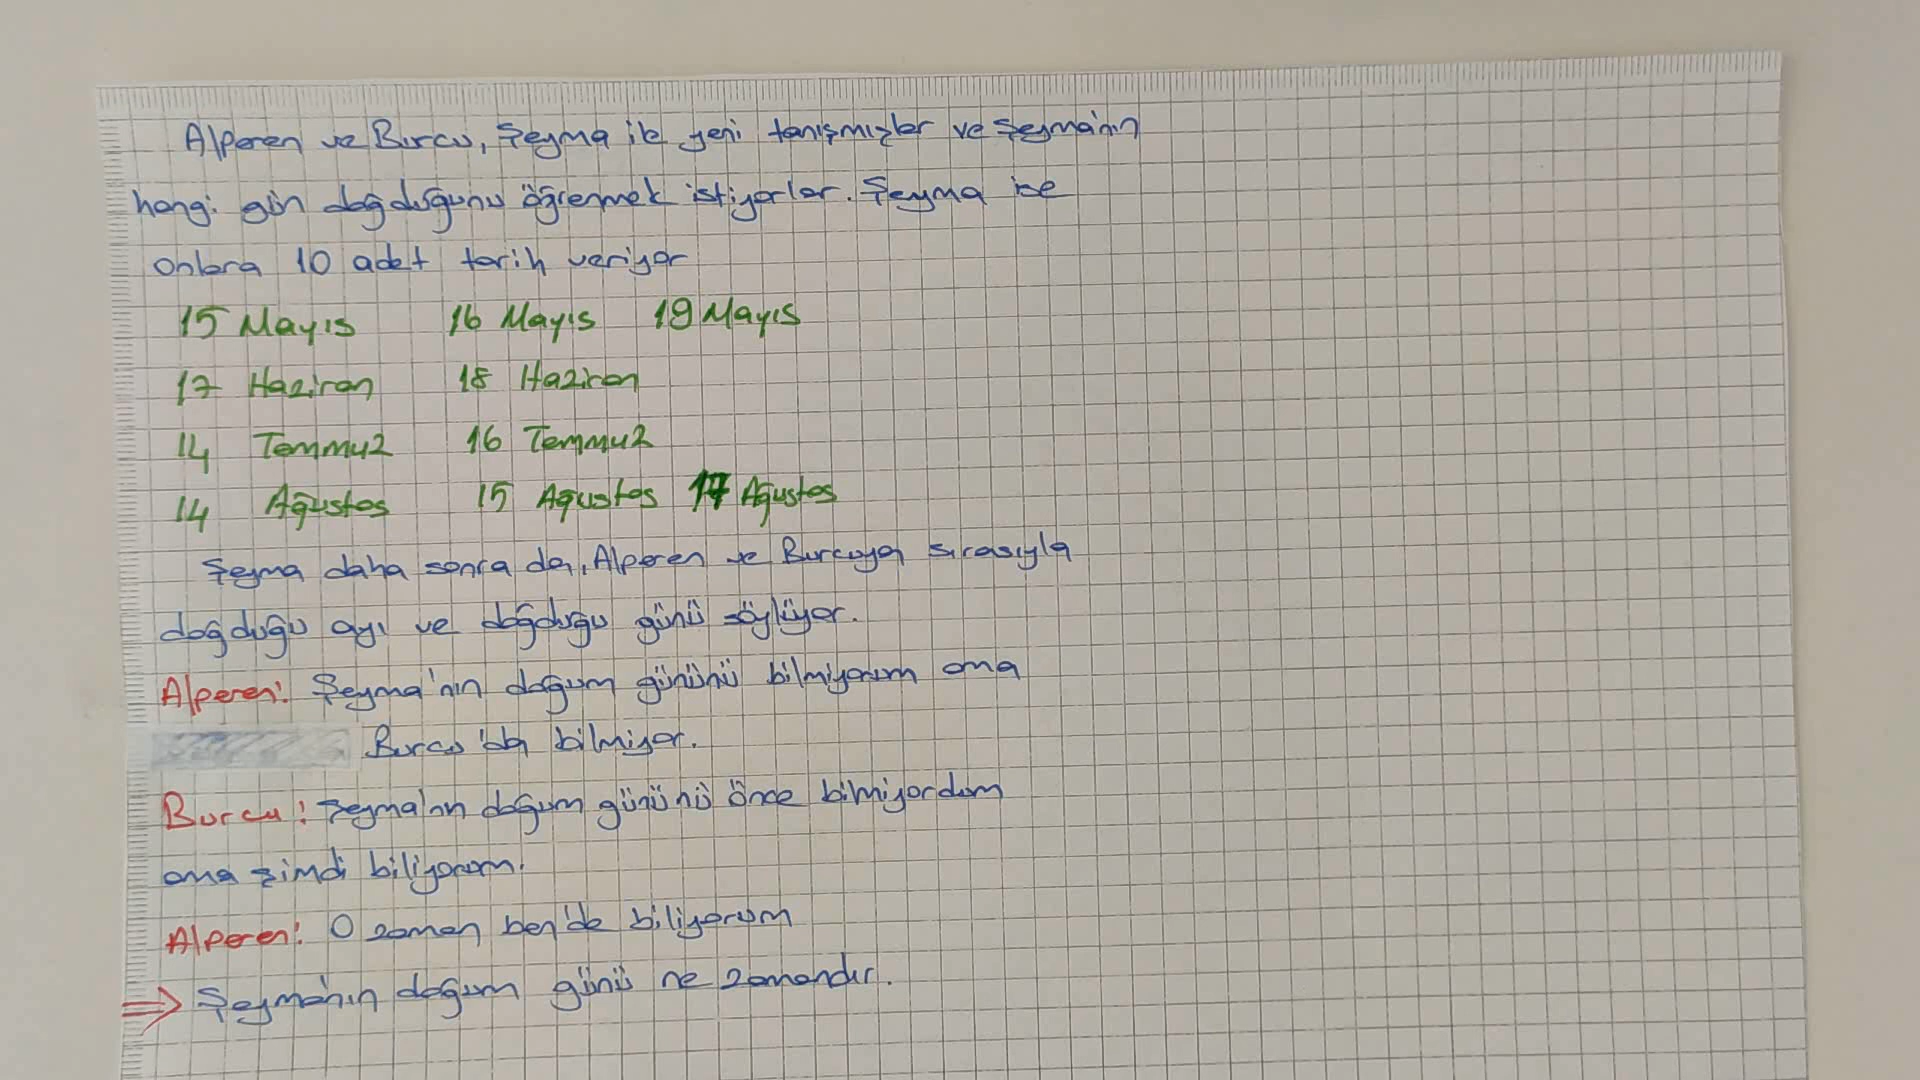 Alperen ve Burcu, Şeyma ile yeni tanışmışlar ve Şeyma'nın
hangi gün doğduğunu öğrenmek istiyorlar. Şeyma ise
onlara 10 adet tarih veriyor
15 Mayıs 16 Mayıs 19 Mayıs
17 Haziran 18 Haziran
14 Temmuz 16 Temmuz
14 Ağustos 15 Ağustos 17 Ağustos
Şeyma daha sonra da, Alperen ve Burcuya sırasıyla
doğduğu ayı ve doğduğu günü söylüyor.
Alperen: Şeyma'nın doğum gününü bilmiyorum ama
Burcu'da bilmiyor.
Burcu: Şeyma'nın doğum gününü önce bilmiyordum
ama şimdi biliyorum.
Alperen: O zaman ben'de biliyorum
⇒ Şeyma'nın doğum günü ne zamandır.